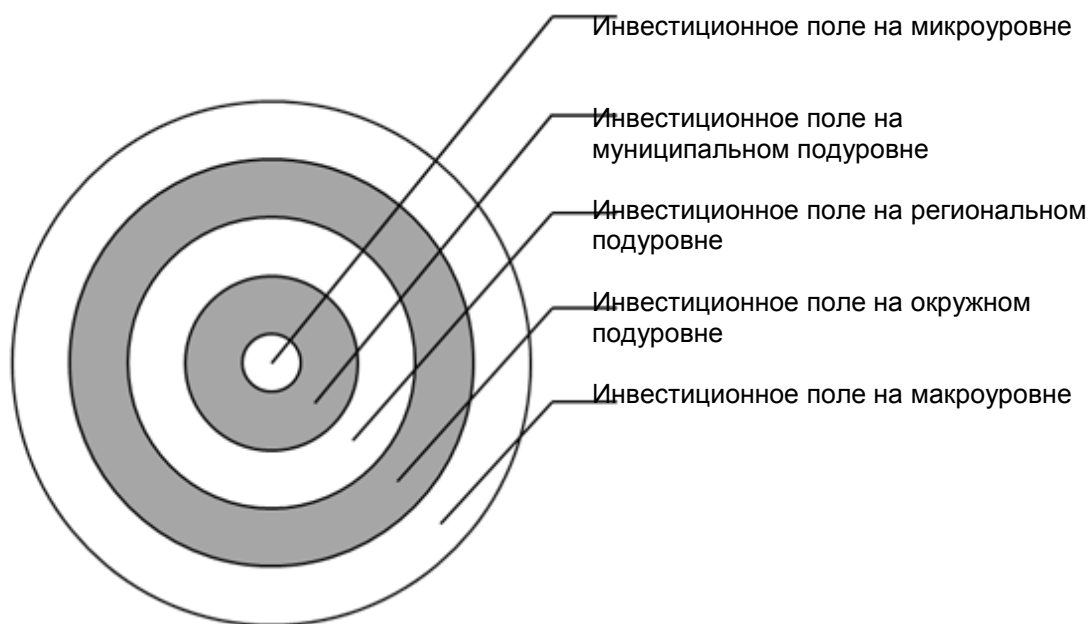 Инвестиционное поле на микроуровне
Инвестиционное поле на
муниципальном подуровне
Инвестиционное поле на региональном
подуровне
Инвестиционное поле на окружном
подуровне
Инвестиционное поле на макроуровне